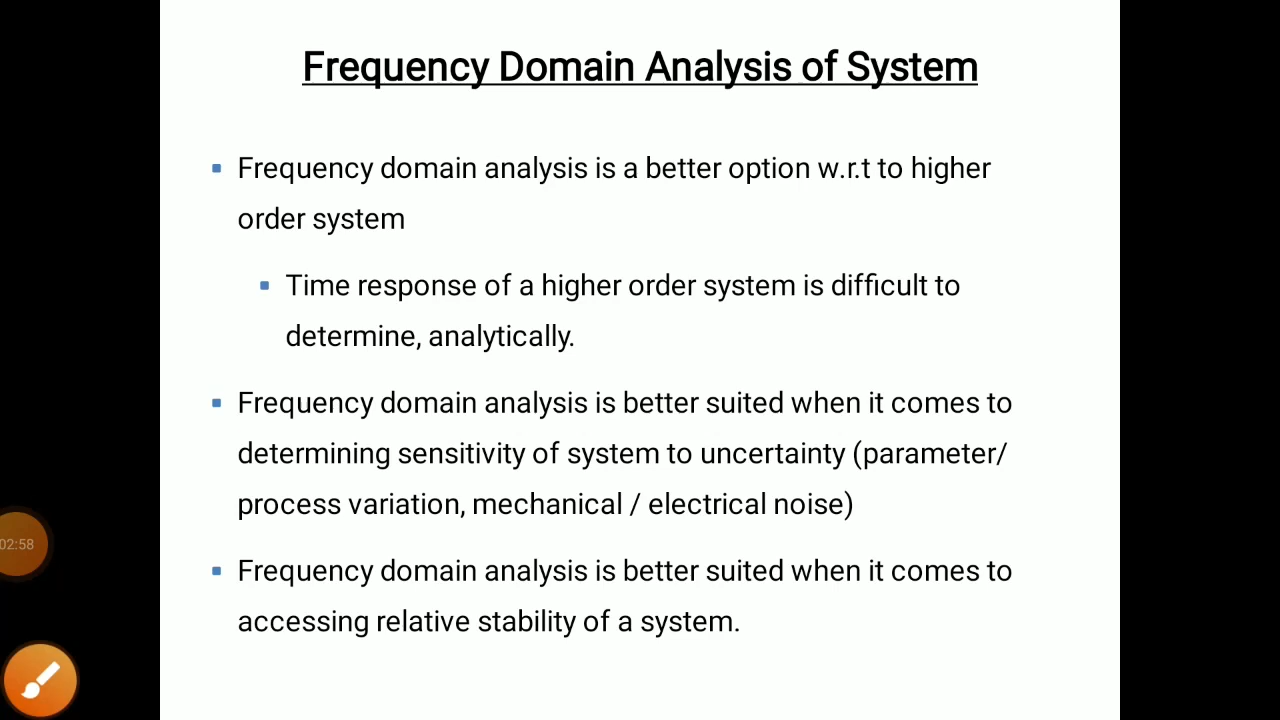 Frequency Domain Analysis of System
Frequency domain analysis is a better option w.r.t to higher
order system
Time response of a higher order system is difficult to
determine, analytically.
Frequency domain analysis is better suited when it comes to
determining sensitivity of system to uncertainty (parameter/
process variation, mechanical / electrical noise)
Frequency domain analysis is better suited when it comes to
accessing relative stability of a system.
02:58